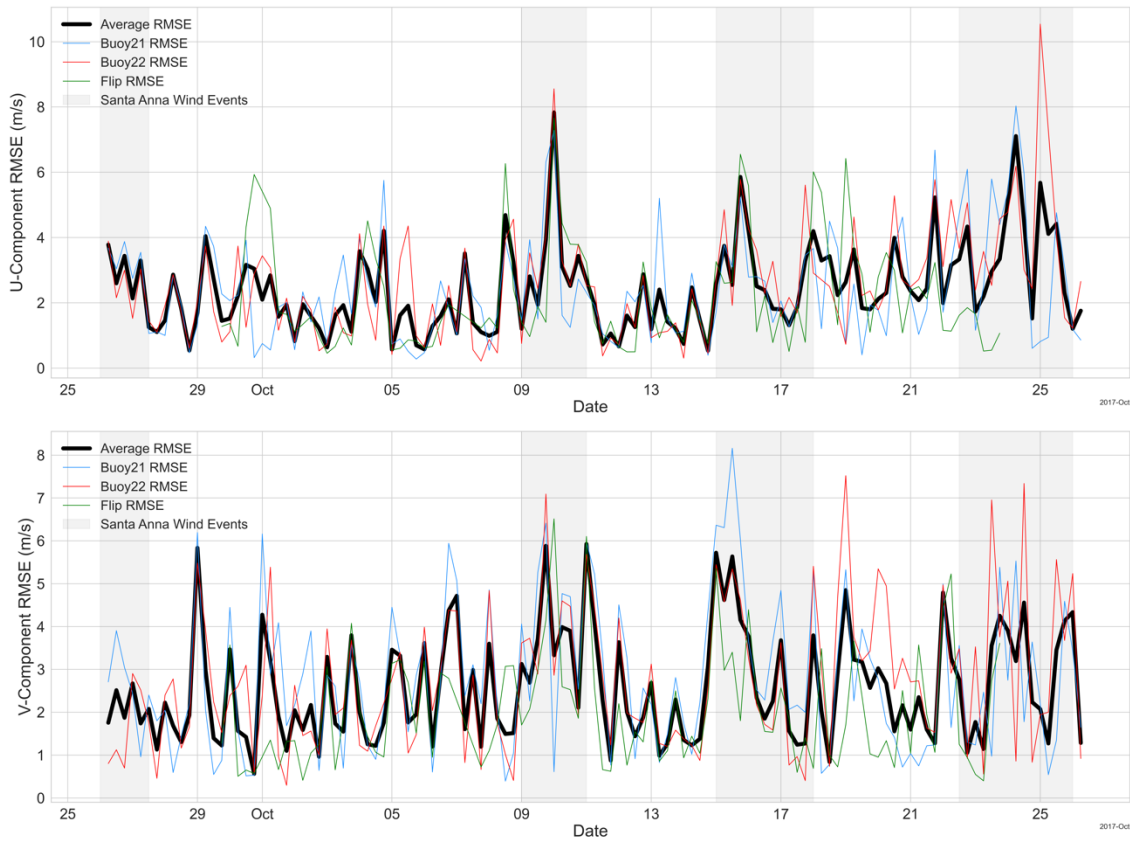 Average RMSE
Buoy21 RMSE
Buoy22 RMSE
Flip RMSE
Santa Anna Wind Events
U-Component RMSE (m/s)
10
8
6
4
2
0
25
29
Oct
05
09
13
17
21
25
Date
2017-Oct
Average RMSE
Buoy21 RMSE
Buoy22 RMSE
Flip RMSE
Santa Anna Wind Events
V-Component RMSE (m/s)
8
7
6
5
4
3
2
1
0
25
29
Oct
05
09
13
17
21
25
Date
2017-Oct